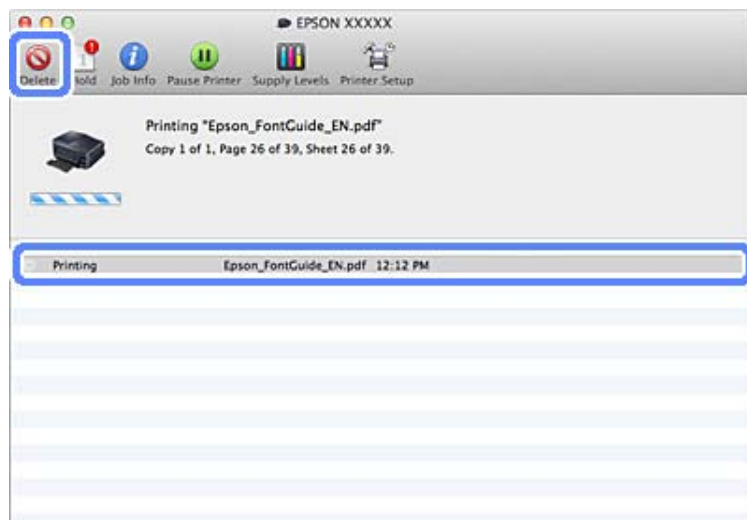 EPSON XXXXX
Delete Hold Job Info Pause Printer Supply Levels Printer Setup
Printing "Epson_FontGuide_EN.pdf"
Copy 1 of 1, Page 26 of 39, Sheet 26 of 39.
Printing Epson_FontGuide_EN.pdf 12:12 PM